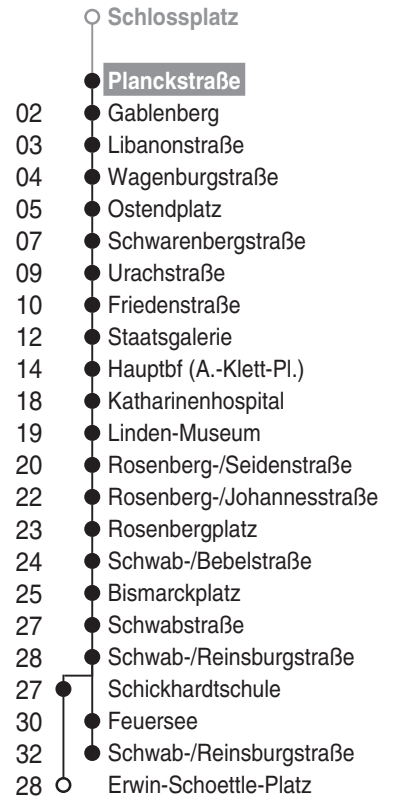 Schlossplatz
Planckstraße
02 Gablenberg
03 Libanonstraße
04 Wagenburgstraße
05 Ostendplatz
07 Schwarenbergstraße
09 Urachstraße
10 Friedenstraße
12 Staatsgalerie
14 Hauptbf (A.-Klett-Pl.)
18 Katharinenhospital
19 Linden-Museum
20 Rosenberg-/Seidenstraße
22 Rosenberg-/Johannesstraße
23 Rosenbergplatz
24 Schwab-/Bebelstraße
25 Bismarckplatz
27 Schwabstraße
28 Schwab-/Reinsburgstraße
27 Schickhardtschule
30 Feuersee
32 Schwab-/Reinsburgstraße
28 Erwin-Schoettle-Platz